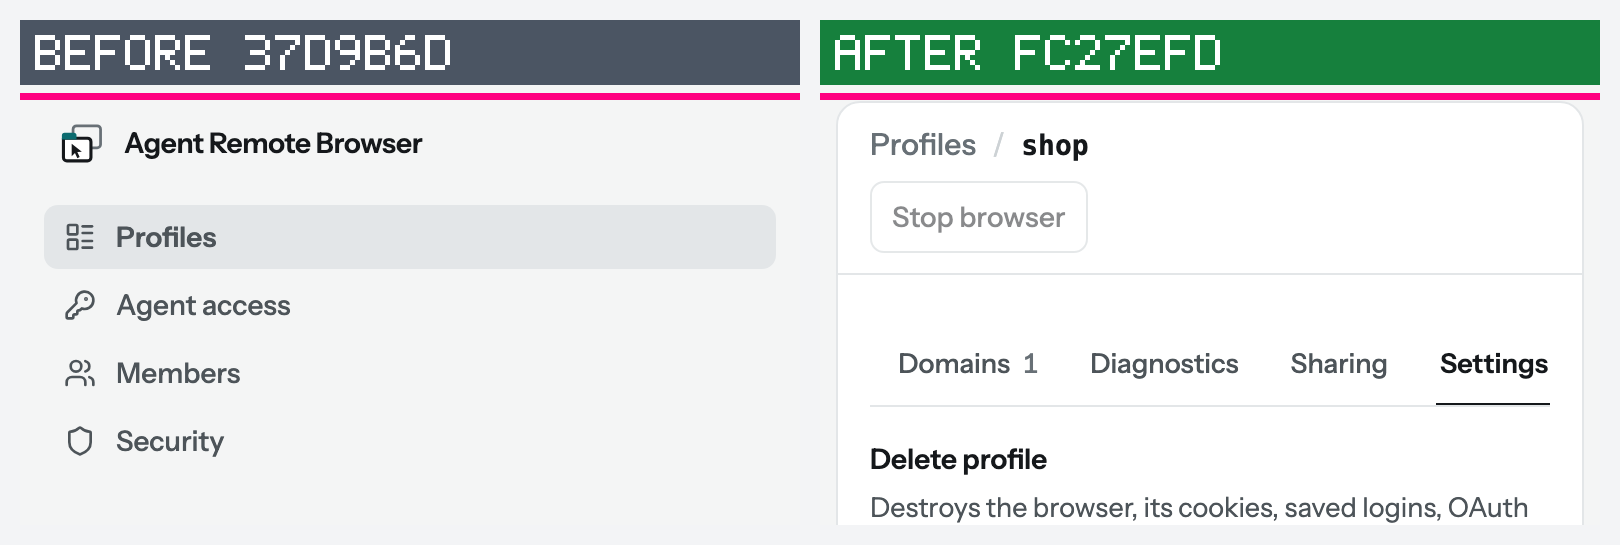 BEFORE 37D9B6D
Agent Remote Browser
Profiles
Agent access
Members
Security
AFTER FC27EFD
Profiles / shop
Stop browser
Domains 1 Diagnostics Sharing Settings
Delete profile
Destroys the browser, its cookies, saved logins, OAuth